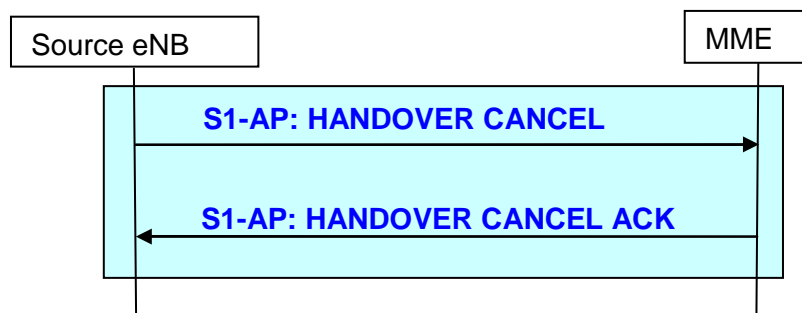 Source eNB
MME
S1-AP: HANDOVER CANCEL
S1-AP: HANDOVER CANCEL ACK